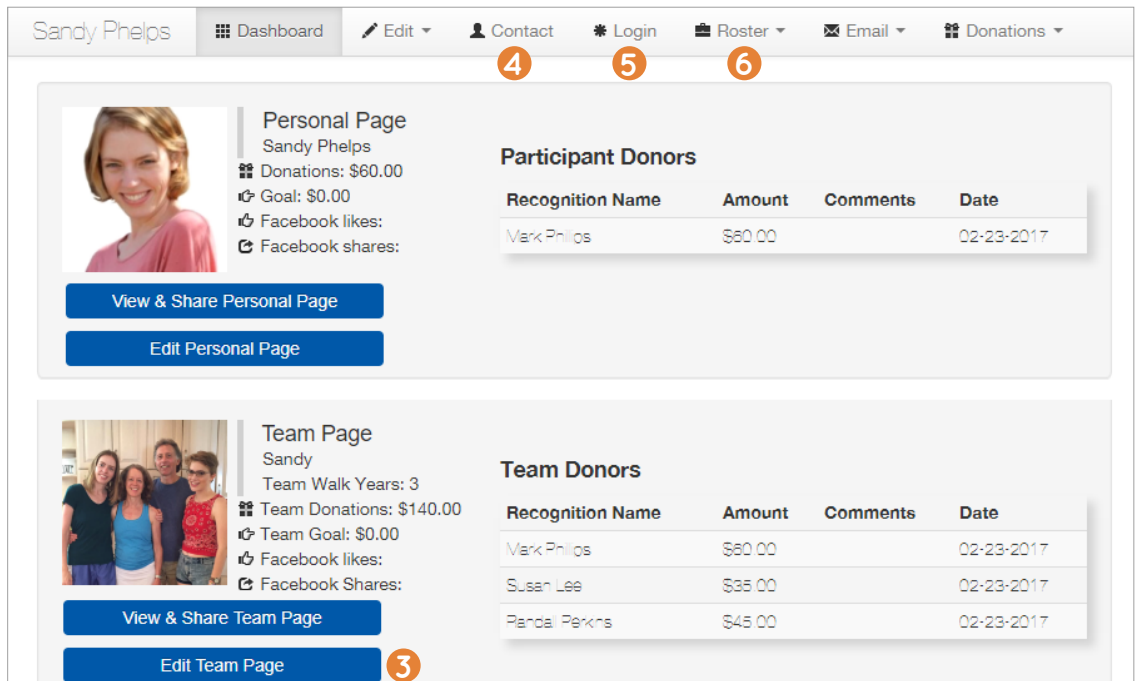 Sandy Phelps Dashboard Edit Contact Login Roster Email Donations
4 5 6
Personal Page
Sandy Phelps
Donations: $60.00
Goal: $0.00
Facebook likes:
Facebook shares:
View & Share Personal Page
Edit Personal Page
Participant Donors
Recognition Name Amount Comments Date
Mark Philips $60.00 02-23-2017
Team Page
Sandy
Team Walk Years: 3
Team Donations: $140.00
Team Goal: $0.00
Facebook likes:
Facebook Shares:
View & Share Team Page
Edit Team Page 3
Team Donors
Recognition Name Amount Comments Date
Mark Philips $60.00 02-23-2017
Susan Lee $35.00 02-23-2017
Randal Perkins $45.00 02-23-2017